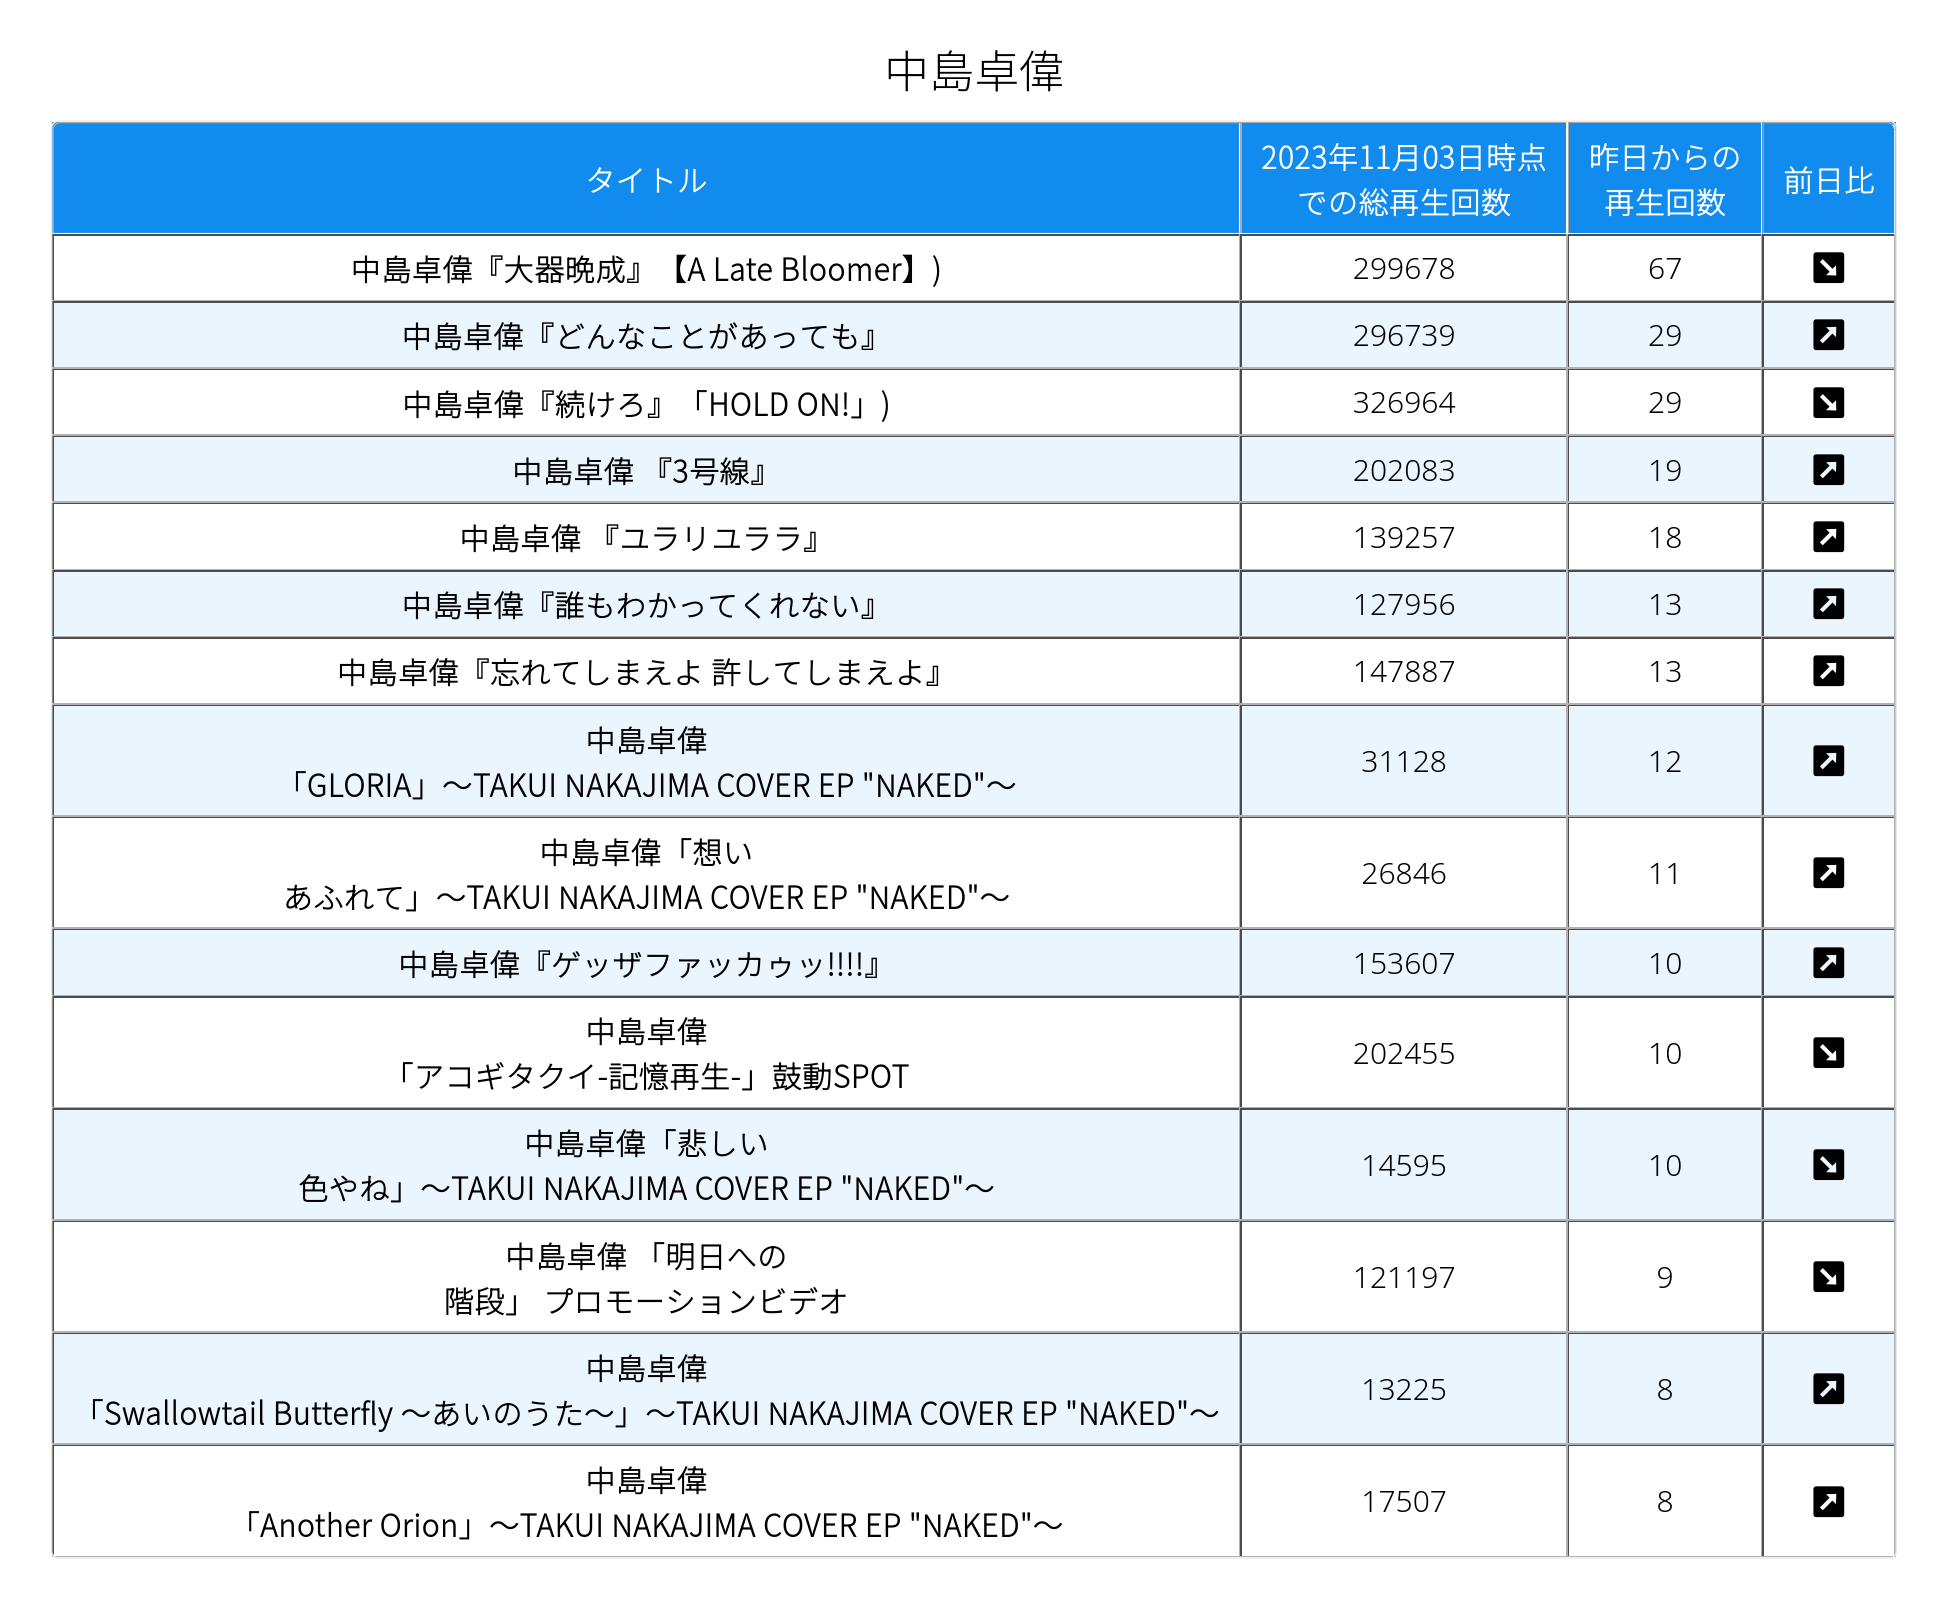 中島卓偉
タイトル
2023年11月03日時点
での総再生回数
昨日からの
再生回数
前日比
中島卓偉『大器晩成』【A Late Bloomer】) 299678 67 ↘
中島卓偉『どんなことがあっても』 296739 29 ↗
中島卓偉『続けろ』「HOLD ON!」) 326964 29 ↘
中島卓偉 『3号線』 202083 19 ↗
中島卓偉 『ユラリユララ』 139257 18 ↗
中島卓偉『誰もわかってくれない』 127956 13 ↗
中島卓偉『忘れてしまえよ 許してしまえよ』 147887 13 ↗
中島卓偉
「GLORIA」～TAKUI NAKAJIMA COVER EP "NAKED"～ 31128 12 ↗
中島卓偉「想い
あふれて」～TAKUI NAKAJIMA COVER EP "NAKED"～ 26846 11 ↗
中島卓偉『ゲッザファッカゥッ!!!!』 153607 10 ↗
中島卓偉
「アコギタクイ-記憶再生-」鼓動SPOT 202455 10 ↘
中島卓偉「悲しい
色やね」～TAKUI NAKAJIMA COVER EP "NAKED"～ 14595 10 ↘
中島卓偉 「明日への
階段」 プロモーションビデオ 121197 9 ↘
中島卓偉
「Swallowtail Butterfly ～あいのうた～」～TAKUI NAKAJIMA COVER EP "NAKED"～ 13225 8 ↗
中島卓偉
「Another Orion」～TAKUI NAKAJIMA COVER EP "NAKED"～ 17507 8 ↗